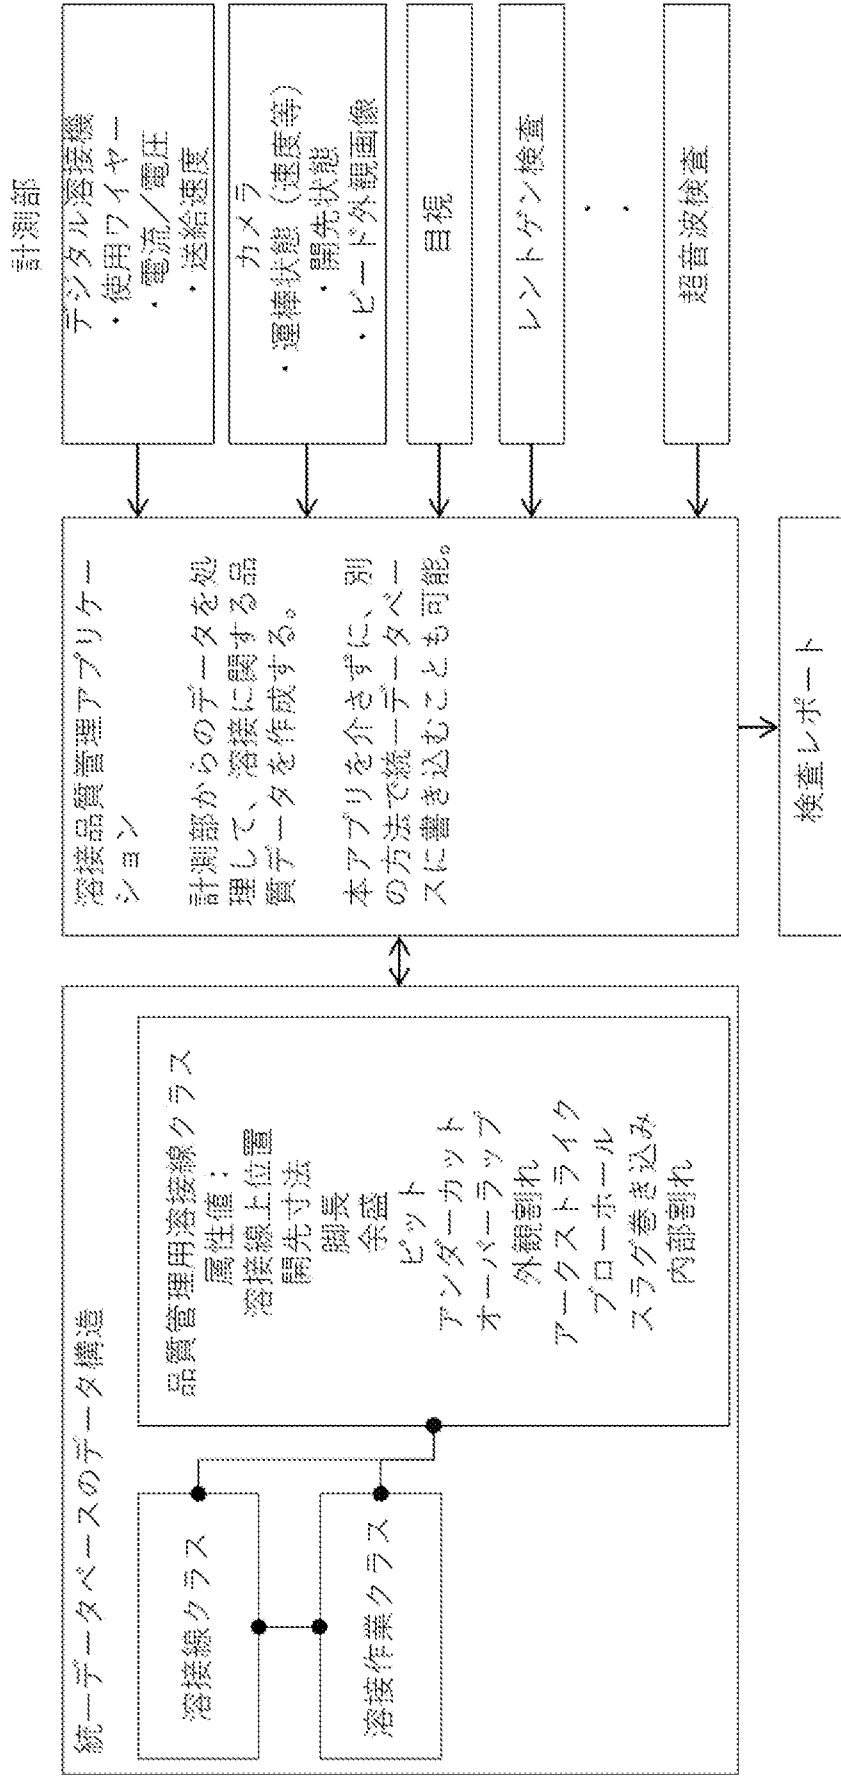 統一データベースのデータ構造
溶接線クラス
溶接作業クラス
品質管理用溶接線クラス
属性値：
溶接線上位置
開先寸法
脚長
余盛
ピット
アンダーカット
オーバーラップ
外観割れ
アークストライク
ブローホール
スラグ巻き込み
内部割れ
溶接品質管理アプリケー
ション
計測部からのデータを処
理して、溶接に関する品
質データを作成する。
本アプリを介さずに、別
の方法で統一データベー
スに書き込むことも可能。
検査レポート
計測部
デジタル溶接機
・使用ワイヤー
・電流／電圧
・送給速度
カメラ
・運棒状態（速度等）
・開先状態
・ビード外観画像
目視
レントゲン検査
・
・
超音波検査